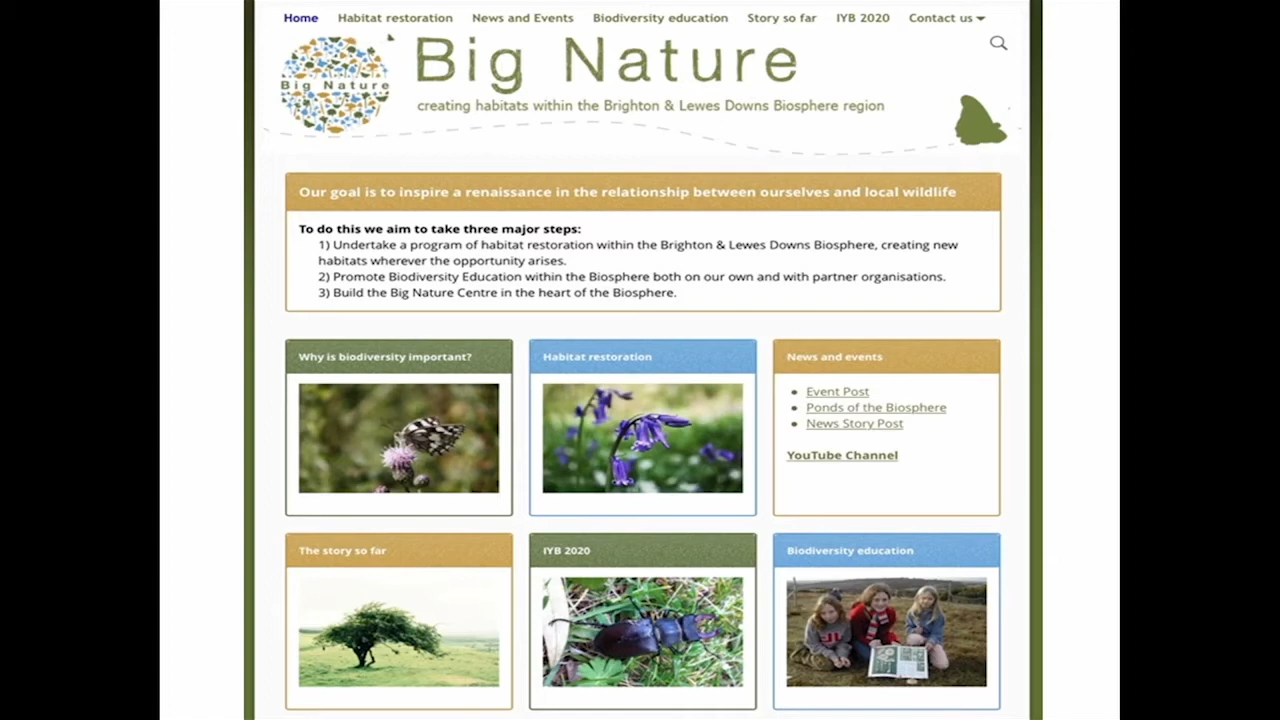 Home Habitat restoration News and Events Biodiversity education Story so far IYB 2020 Contact us
Big Nature
Big Nature
creating habitats within the Brighton & Lewes Downs Biosphere region
Our goal is to inspire a renaissance in the relationship between ourselves and local wildlife
To do this we aim to take three major steps:
1) Undertake a program of habitat restoration within the Brighton & Lewes Downs Biosphere, creating new
habitats wherever the opportunity arises.
2) Promote Biodiversity Education within the Biosphere both on our own and with partner organisations.
3) Build the Big Nature Centre in the heart of the Biosphere.
Why is biodiversity important?
Habitat restoration
News and events
Event Post
Ponds of the Biosphere
News Story Post
YouTube Channel
The story so far
IYB 2020
Biodiversity education